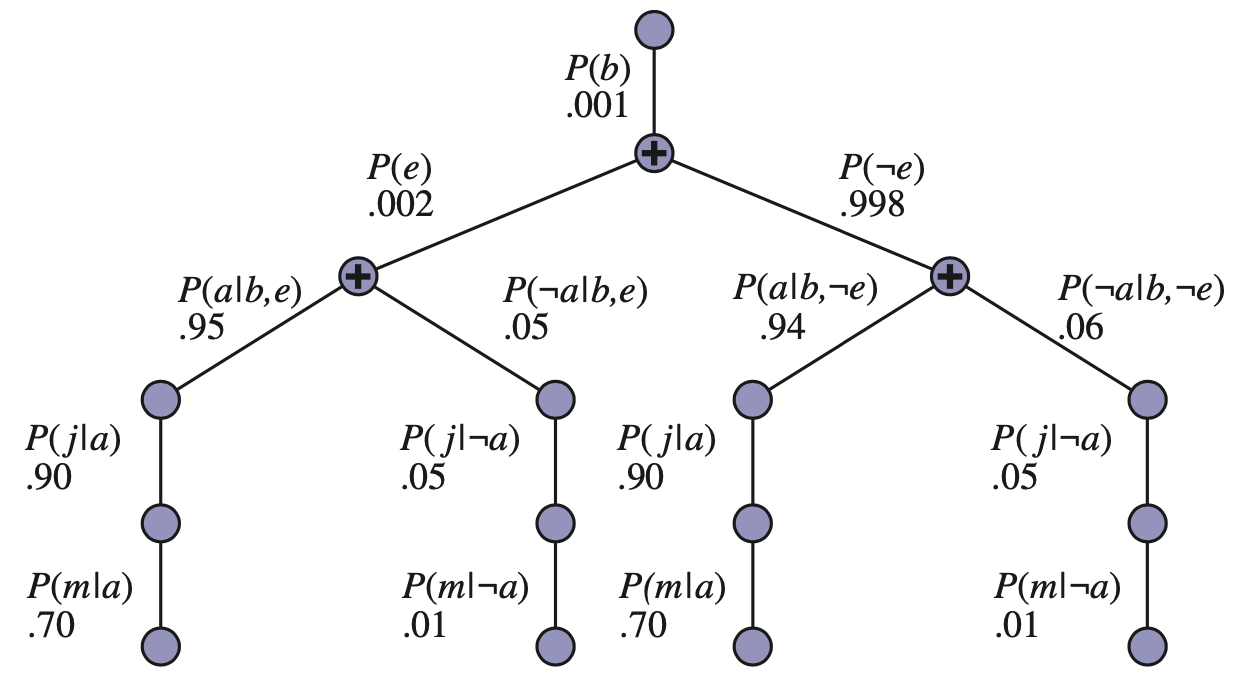 P(b)
.001
P(e)
.002
P(¬e)
.998
P(a|b,e)
.95
P(¬a|b,e)
.05
P(a|b,¬e)
.94
P(¬a|b,¬e)
.06
P(j|a)
.90
P(j|¬a)
.05
P(j|a)
.90
P(j|¬a)
.05
P(m|a)
.70
P(m|¬a)
.01
P(m|a)
.70
P(m|¬a)
.01